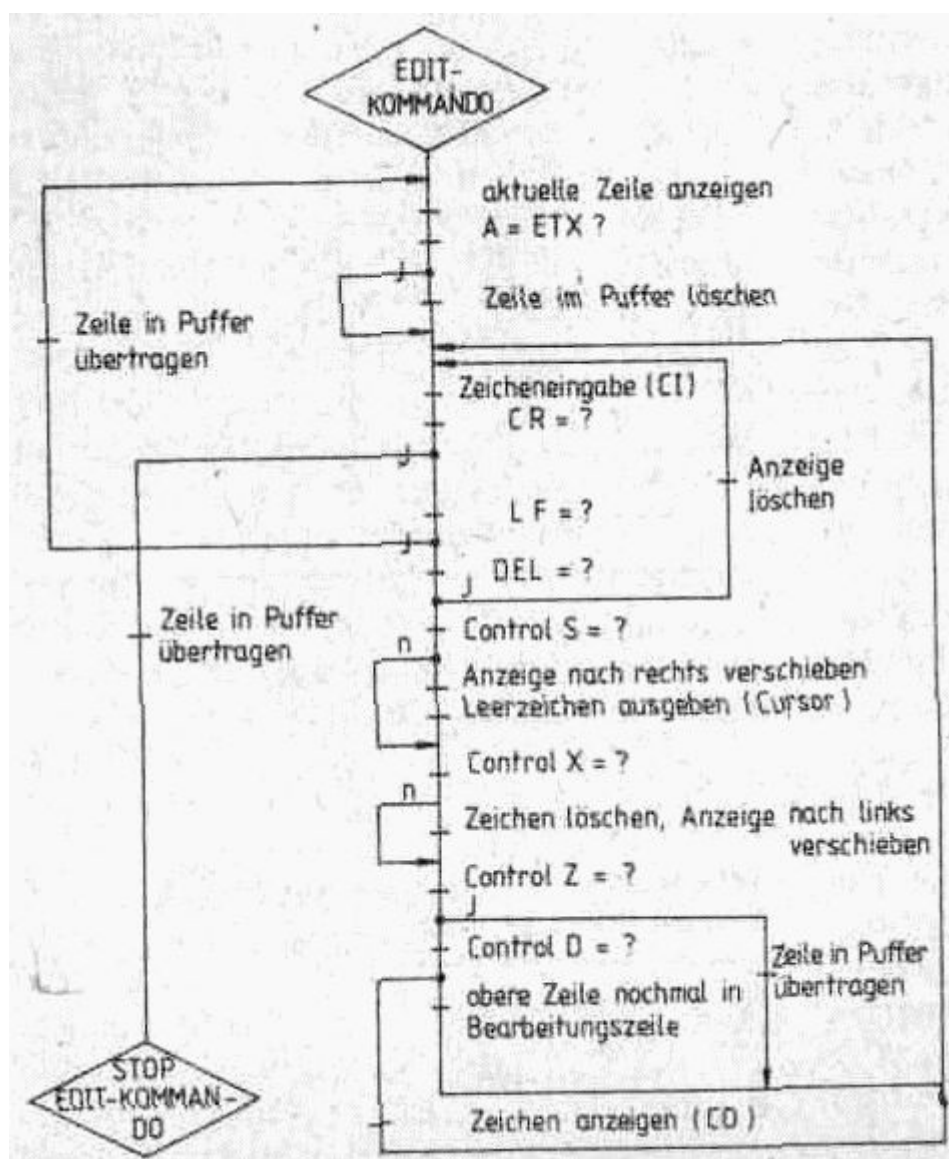 EDIT-
KOMMANDO
aktuelle Zeile anzeigen
A = ETX ?
j
Zeile im Puffer löschen
Zeile in Puffer
übertragen
Zeicheneingabe (CI)
CR = ?
J
Anzeige
löschen
LF = ?
J
DEL = ?
J
Zeile in Puffer
übertragen
Control S = ?
n
Anzeige nach rechts verschieben
Leerzeichen ausgeben (Cursor)
Control X = ?
n
Zeichen löschen, Anzeige nach links
verschieben
Control Z = ?
J
Control D = ?
Zeile in Puffer
übertragen
obere Zeile nochmal in
Bearbeitungszeile
STOP
EDIT-KOMMAN-
DO
Zeichen anzeigen (CO)